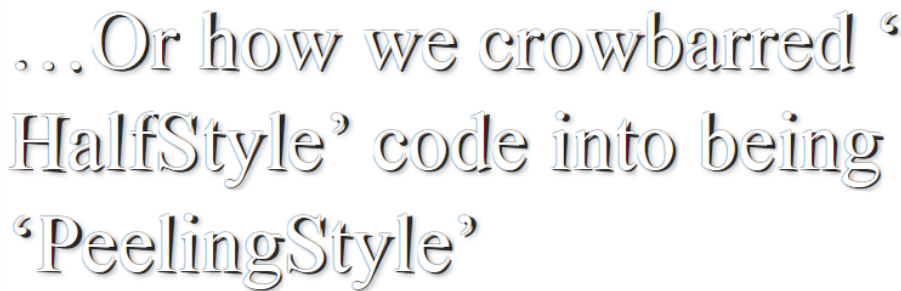 …Or how we crowbarred ‘
HalfStyle’ code into being
‘PeelingStyle’